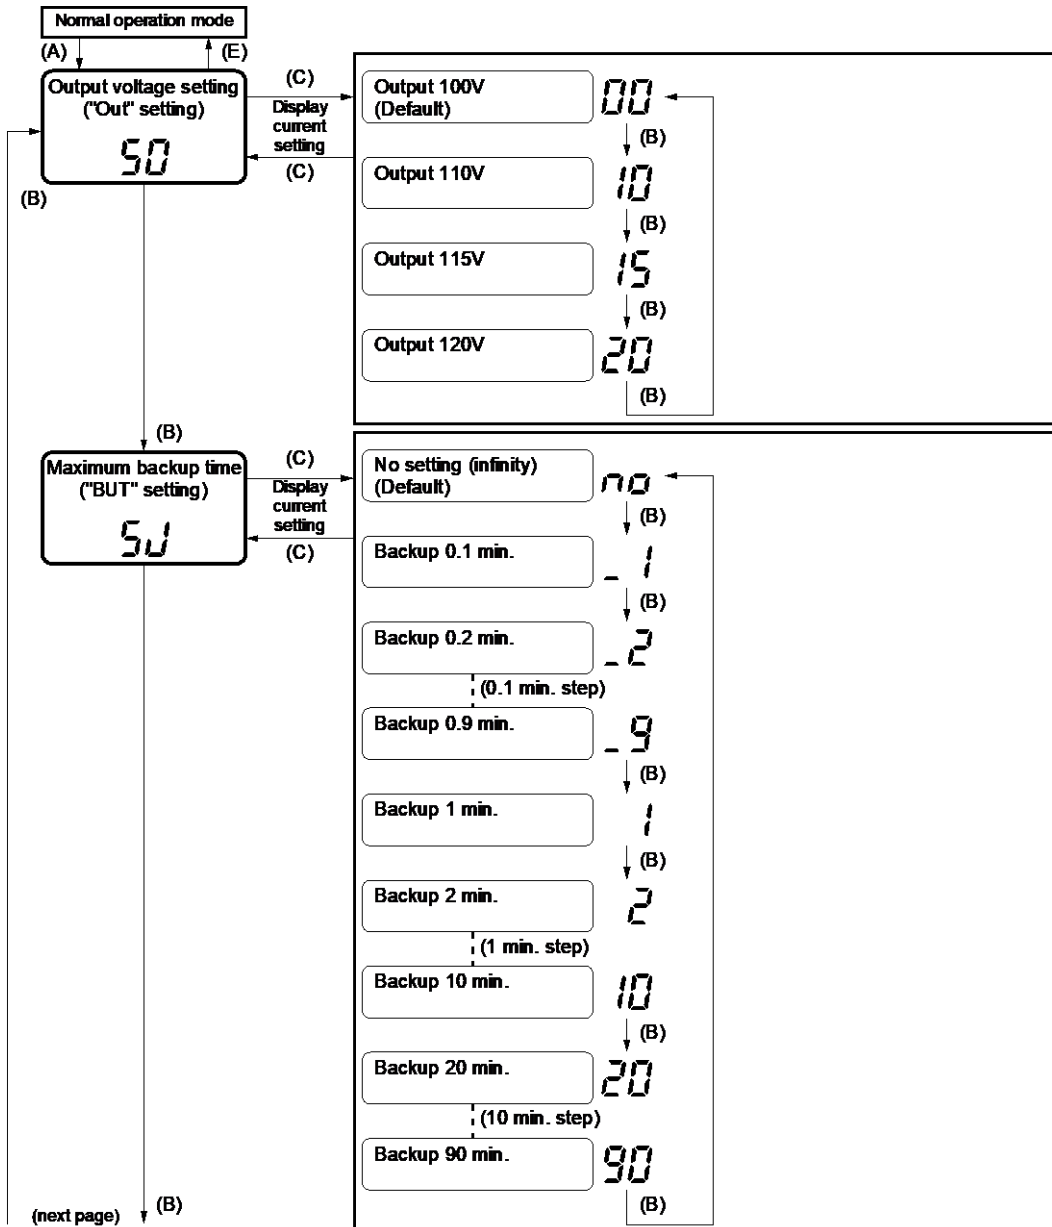 Normal operation mode
(A)
(E)
Output voltage setting
("Out" setting)
S0
(C)
Display
current
setting
(C)
(B)
Output 100V
(Default)
00
(B)
Output 110V
10
(B)
Output 115V
15
(B)
Output 120V
20
(B)
(B)
Maximum backup time
("BUT" setting)
SJ
(C)
Display
current
setting
(C)
No setting (infinity)
(Default)
no
(B)
Backup 0.1 min.
_ 1
(B)
Backup 0.2 min.
_2
(0.1 min. step)
Backup 0.9 min.
_9
(B)
Backup 1 min.
1
(B)
Backup 2 min.
2
(1 min. step)
Backup 10 min.
10
(B)
Backup 20 min.
20
(10 min. step)
Backup 90 min.
90
(B)
(B)
(next page)